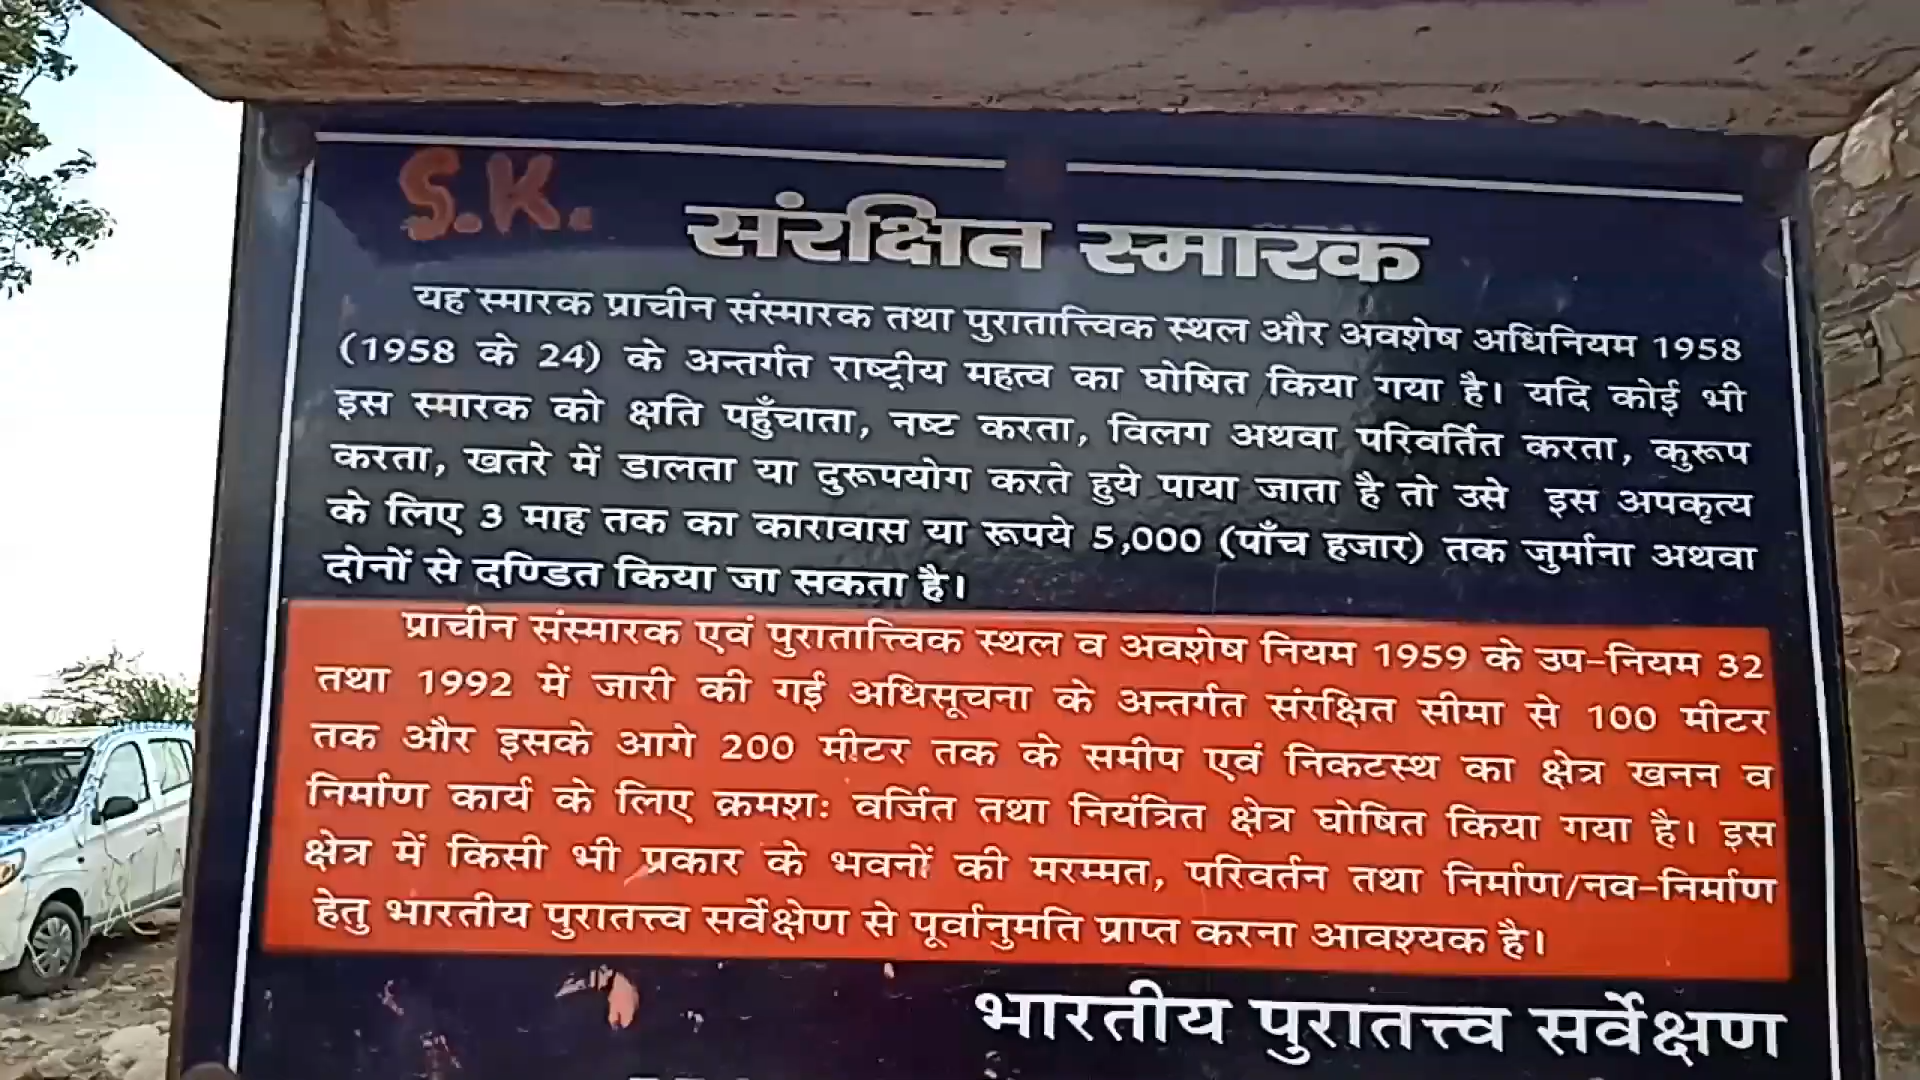 S.K.
संरक्षित स्मारक
यह स्मारक प्राचीन संस्मारक तथा पुरातात्त्विक स्थल और अवशेष अधिनियम 1958
(1958 के 24) के अन्तर्गत राष्ट्रीय महत्व का घोषित किया गया है। यदि कोई भी
इस स्मारक को क्षति पहुँचाता, नष्ट करता, विलग अथवा परिवर्तित करता, कुरूप
करता, खतरे में डालता या दुरूपयोग करते हुये पाया जाता है तो उसे इस अपकृत्य
के लिए 3 माह तक का कारावास या रूपये 5,000 (पाँच हजार) तक जुर्माना अथवा
दोनों से दण्डित किया जा सकता है।
प्राचीन संस्मारक एवं पुरातात्त्विक स्थल व अवशेष नियम 1959 के उप-नियम 32
तथा 1992 में जारी की गई अधिसूचना के अन्तर्गत संरक्षित सीमा से 100 मीटर
तक और इसके आगे 200 मीटर तक के समीप एवं निकटस्थ का क्षेत्र खनन व
निर्माण कार्य के लिए क्रमश: वर्जित तथा नियंत्रित क्षेत्र घोषित किया गया है। इस
क्षेत्र में किसी भी प्रकार के भवनों की मरम्मत, परिवर्तन तथा निर्माण/नव-निर्माण
हेतु भारतीय पुरातत्त्व सर्वेक्षेण से पूर्वानुमति प्राप्त करना आवश्यक है।
भारतीय पुरातत्त्व सर्वेक्षण